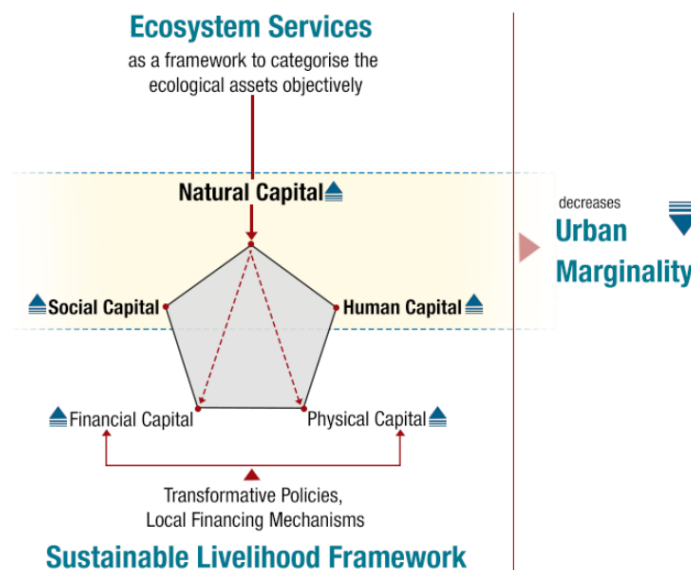 Ecosystem Services
as a framework to categorise the
ecological assets objectively
Natural Capital
decreases
Urban
Marginality
Social Capital
Human Capital
Financial Capital
Physical Capital
Transformative Policies,
Local Financing Mechanisms
Sustainable Livelihood Framework